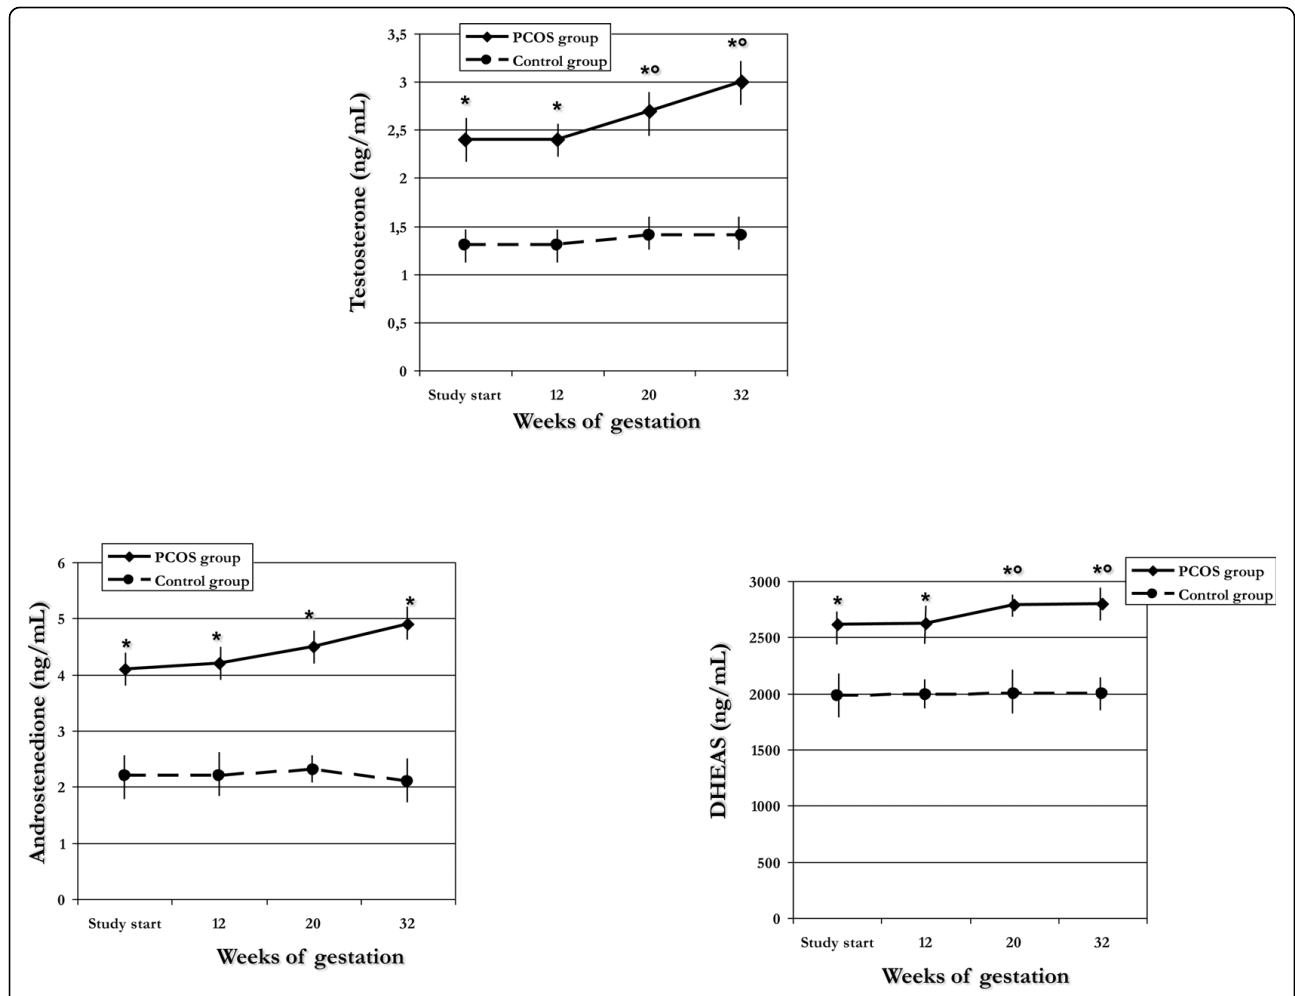 PCOS group
Control group
3,5
3
2,5
2
1,5
1
0,5
0
Testosterone (ng/mL)
*
*
*°
*°
Study start 12 20 32
Weeks of gestation
PCOS group
Control group
6
5
4
3
2
1
0
Androstenedione (ng/mL)
*
*
*
*
Study start 12 20 32
Weeks of gestation
PCOS group
Control group
3000
2500
2000
1500
1000
500
0
DHEAS (ng/mL)
*
*
*°
*°
Study start 12 20 32
Weeks of gestation